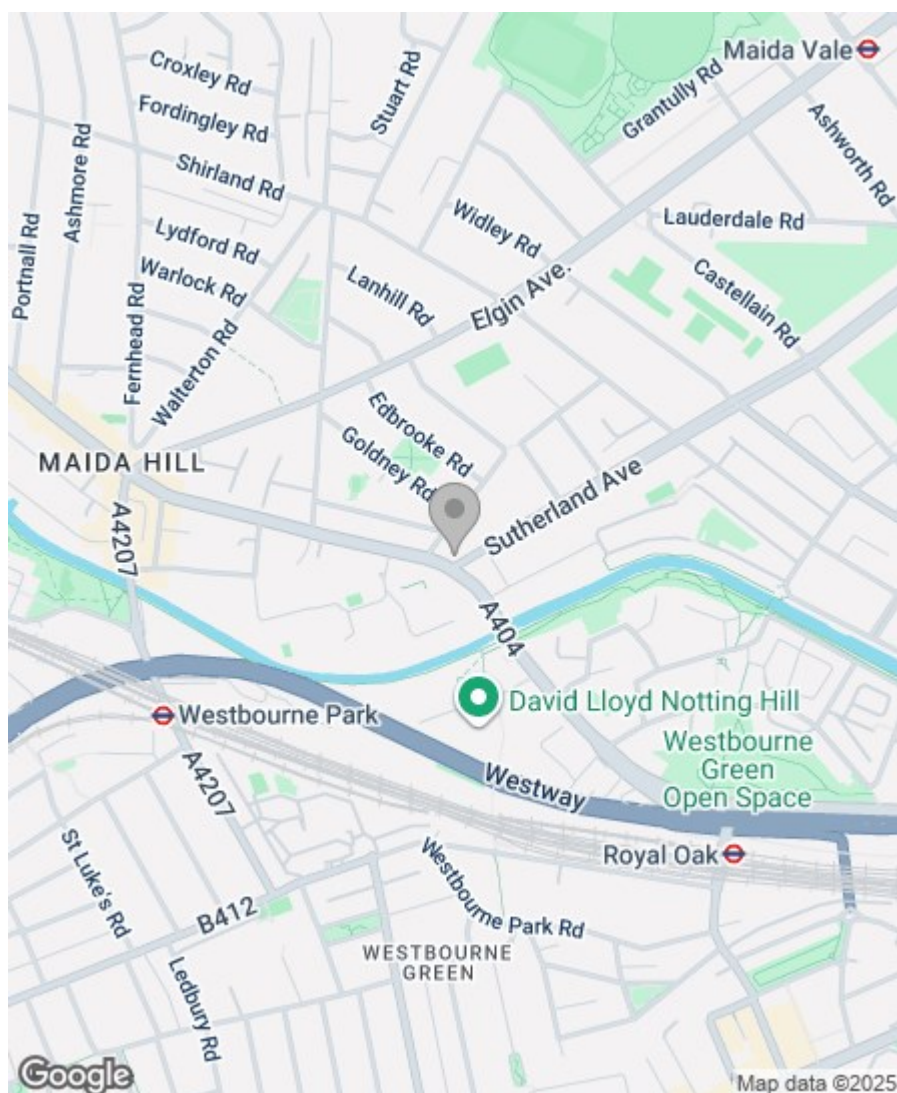 Maida Vale
Croxley Rd
Stuart Rd
Grantully Rd
Fordingley Rd
Ashworth Rd
Ashmore Rd
Shirland Rd
Widley Rd
Lauderdale Rd
Portnall Rd
Lydford Rd
Warlock Rd
Lanhill Rd
Elgin Ave.
Castellain Rd
Fernhead Rd
Walterton Rd
Edbrooke Rd
Goldney Rd
MAIDA HILL
Sutherland Ave
A4207
A404
David Lloyd Notting Hill
Westbourne Park
Westbourne
Green
Open Space
Westway
A4207
Royal Oak
St Luke's Rd
Westbourne Park Rd
B412
WESTBOURNE
GREEN
Ledbury Rd
Google
Map data ©2025